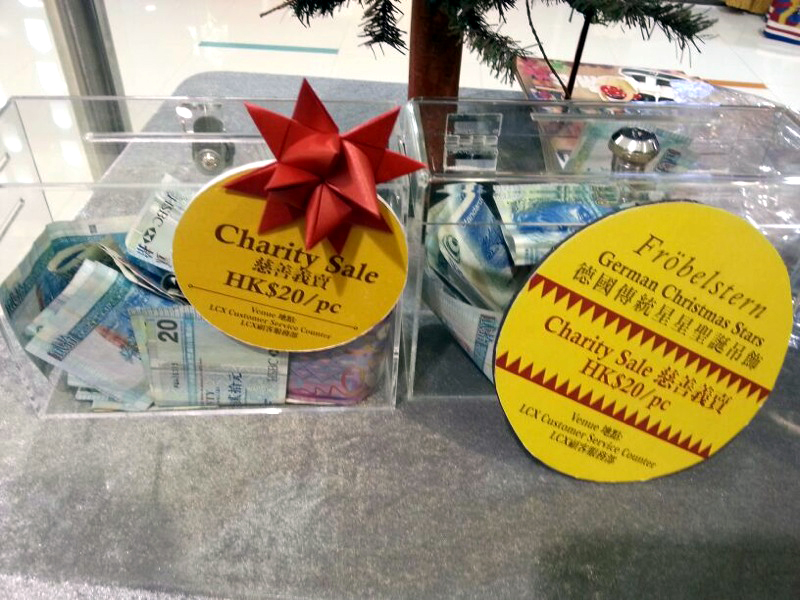 Charity Sale
慈善義賣
HK$20/pc
Venue 地點:
LCX Customer Service Counter
LCX顧客服務部
HSBC
20
Fröbelstern
German Christmas Stars
德國傳統星星聖誕吊飾
Charity Sale 慈善義賣
HK$20/pc
Venue 地點:
LCX Customer Service Counter
LCX顧客服務部